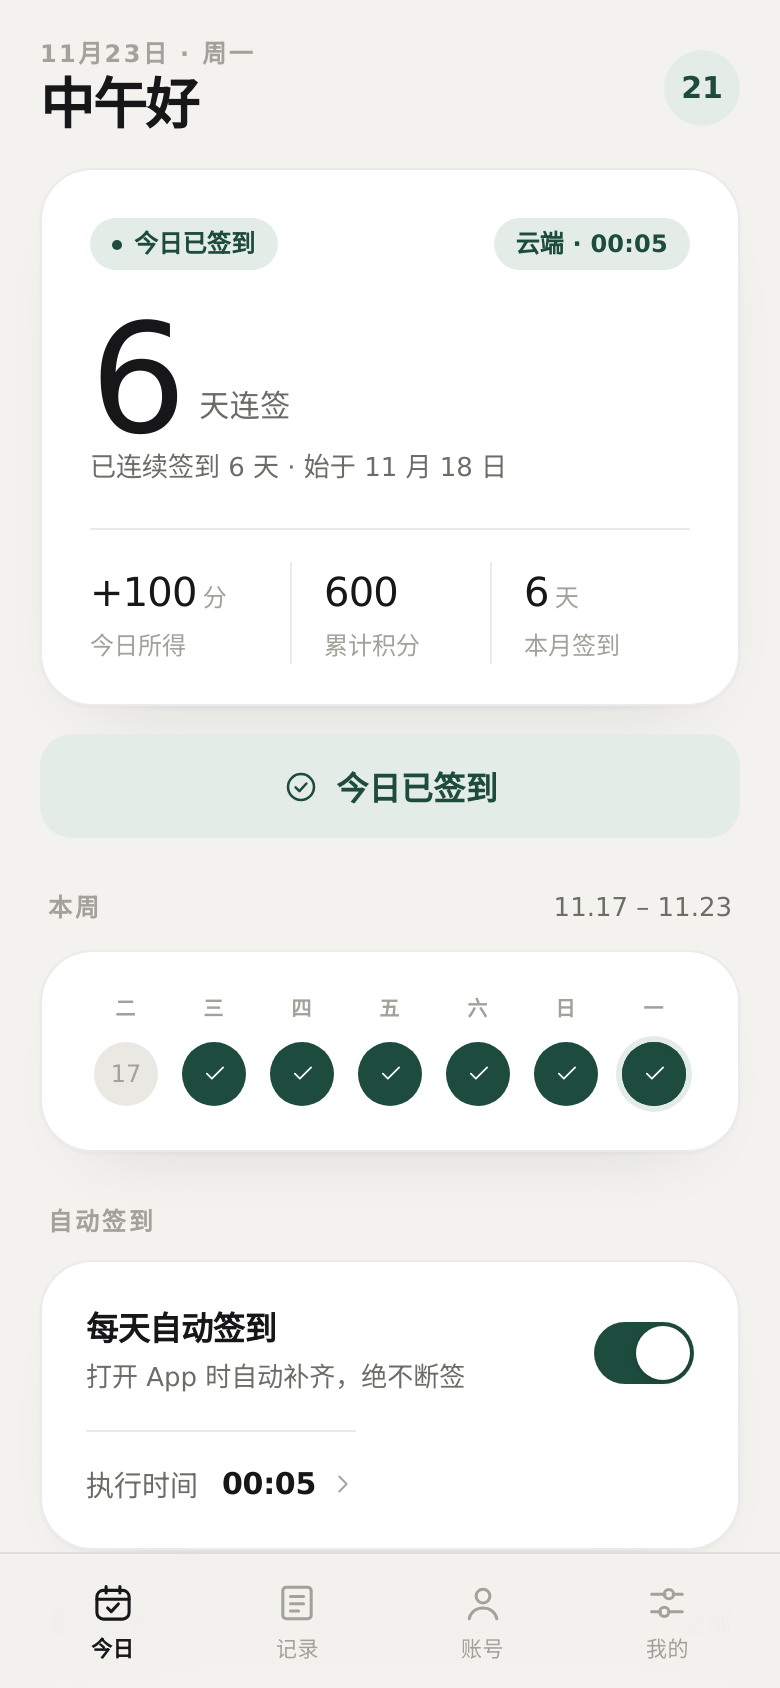 11月23日 · 周一
中午好
21
今日已签到
云端 · 00:05
6 天连签
已连续签到 6 天 · 始于 11 月 18 日
+100 分
今日所得
600
累计积分
6 天
本月签到
今日已签到
本周
11.17 – 11.23
二 三 四 五 六 日 一
17
自动签到
每天自动签到
打开 App 时自动补齐，绝不断签
执行时间 00:05
今日
记录
账号
我的